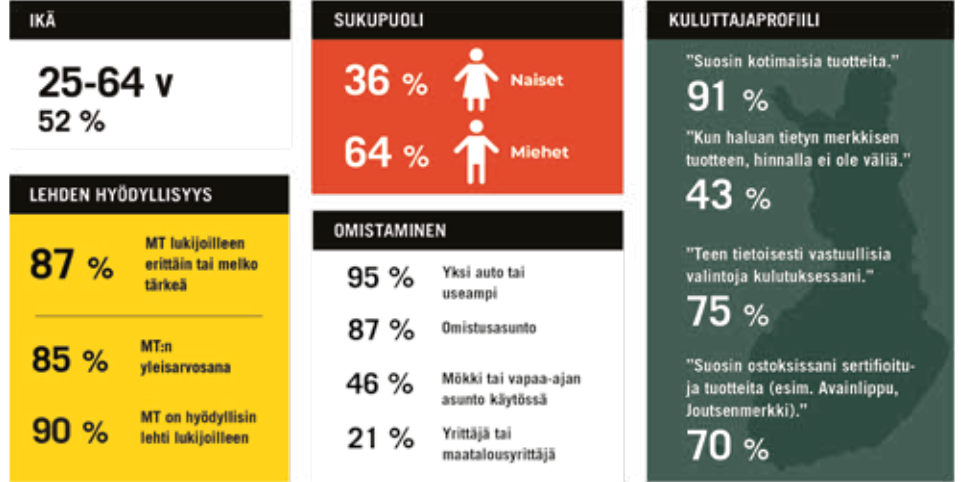 IKÄ
25-64 v
52 %
LEHDEN HYÖDYLLISYYS
87 %
MT lukijoilleen
erittäin tai melko
tärkeä
85 %
MT:n
yleisarvosana
90 %
MT on hyödyllisin
lehti lukijoilleen
SUKUPUOLI
36 %
Naiset
64 %
Miehet
OMISTAMINEN
95 %
Yksi auto tai
useampi
87 %
Omistusasunto
46 %
Mökki tai vapaa-ajan
asunto käytössä
21 %
Yrittäjä tai
maatalousyrittäjä
KULUTTAJAPROFIILI
"Suosin kotimaisia tuotteita."
91 %
"Kun haluan tietyn merkkisen
tuotteen, hinnalla ei ole väliä."
43 %
"Teen tietoisesti vastuullisia
valintoja kulutuksessani."
75 %
"Suosin ostoksissani sertifioitu-
ja tuotteita (esim. Avainlippu,
Joutsenmerkki)."
70 %